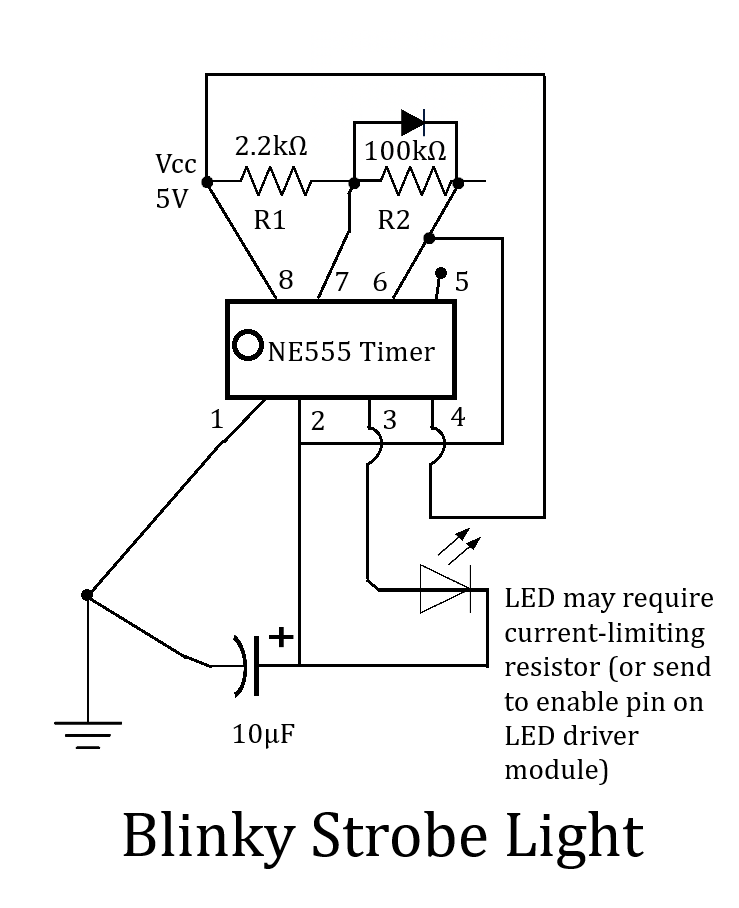 2.2kΩ
100kΩ
Vcc
5V
R1
R2
8
7
6
5
NE555 Timer
1
2
3
4
LED may require
current-limiting
resistor (or send
to enable pin on
LED driver
module)
+
10μF
Blinky Strobe Light